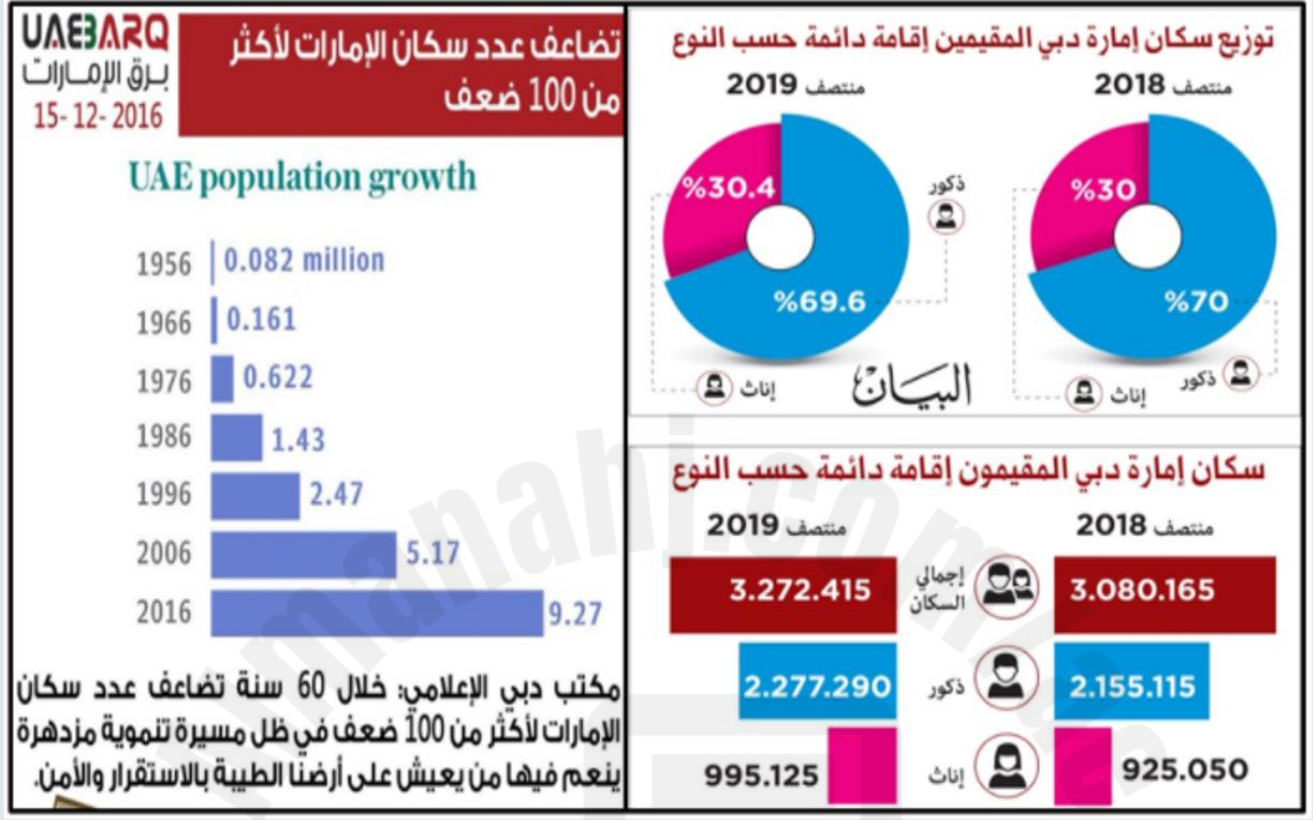 توزيع سكان إمارة دبي المقيمين إقامة دائمة حسب النوع
منتصف 2018
منتصف 2019
%30
%70
ذكور
إناث
%30.4
%69.6
ذكور
إناث
البيان
سكان إمارة دبي المقيمون إقامة دائمة حسب النوع
منتصف 2018
منتصف 2019
3.080.165
إجمالي
السكان
3.272.415
2.155.115
ذكور
2.277.290
925.050
إناث
995.125
UAEBARQ
برق الإمارات
15- 12- 2016
تضاعف عدد سكان الإمارات لأكثر
من 100 ضعف
UAE population growth
1956 0.082 million
1966 0.161
1976 0.622
1986 1.43
1996 2.47
2006 5.17
2016 9.27
مكتب دبي الإعلامي: خلال 60 سنة تضاعف عدد سكان
الإمارات لأكثر من 100 ضعف في ظل مسيرة تنموية مزدهرة
ينعم فيها من يعيش على أرضنا الطيبة بالاستقرار والأمن.
almanahj.com/ae